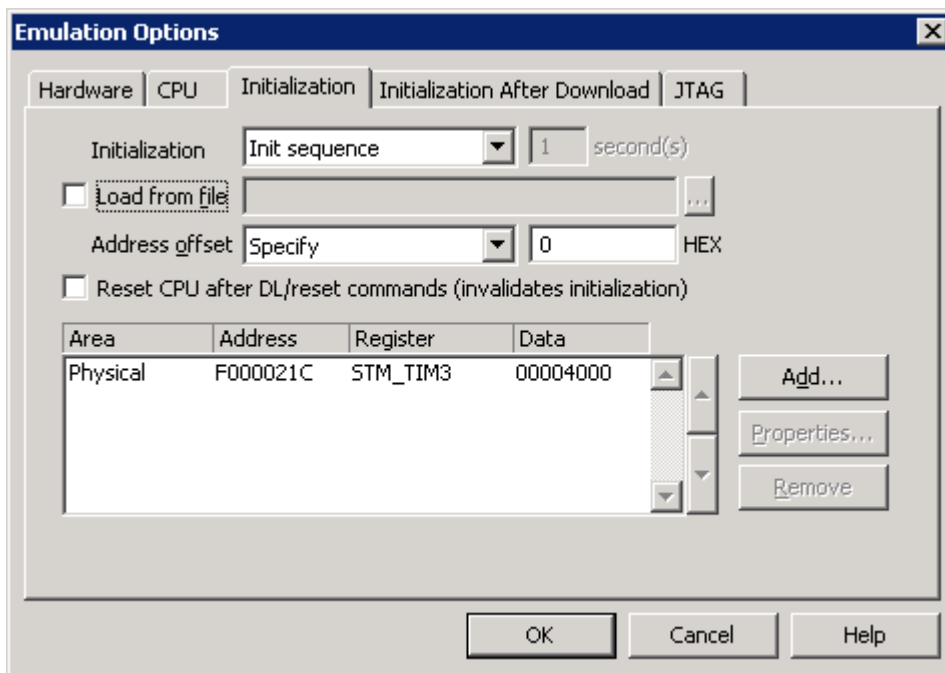 Emulation Options
Hardware CPU Initialization Initialization After Download JTAG
Initialization Init sequence 1 second(s)
Load from file ...
Address offset Specify 0 HEX
Reset CPU after DL/reset commands (invalidates initialization)
Area Address Register Data
Physical F000021C STM_TIM3 00004000
Add...
Properties...
Remove
OK Cancel Help